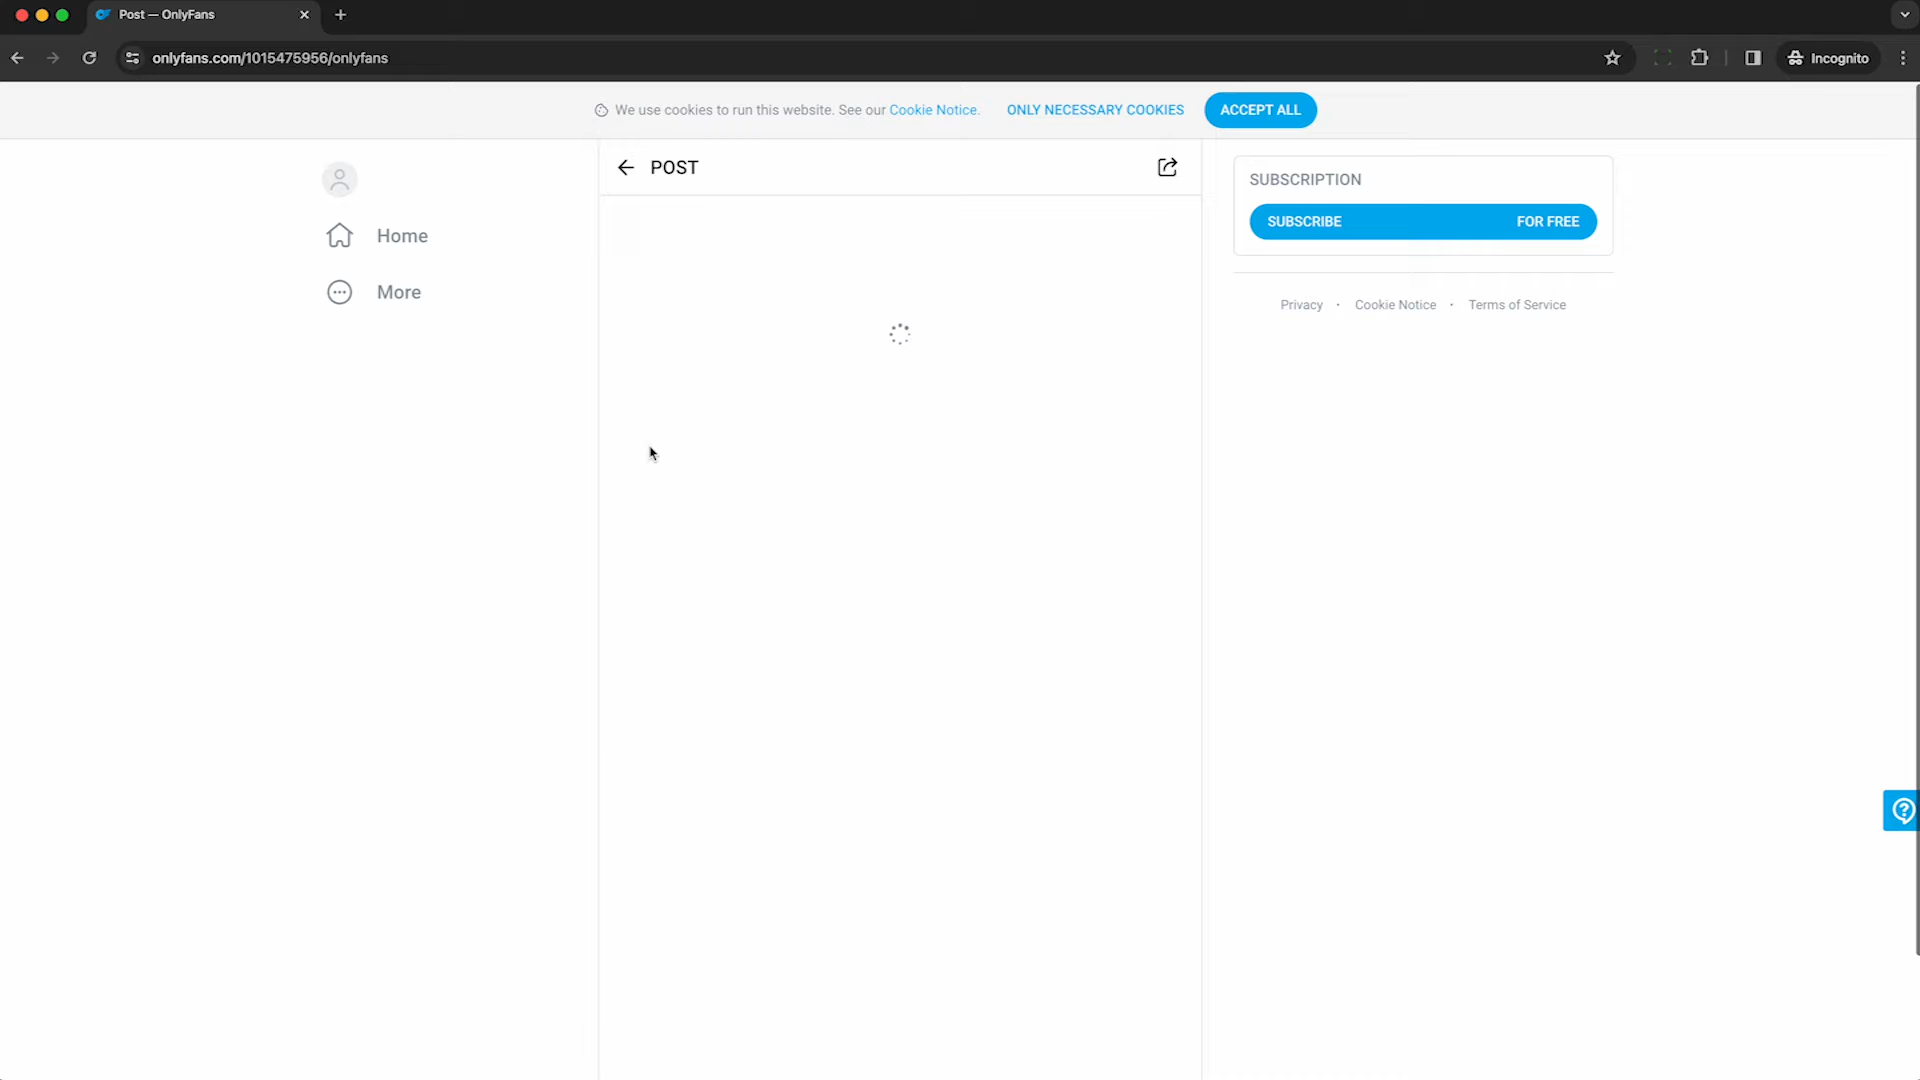 Post — OnlyFans
onlyfans.com/1015475956/onlyfans
Incognito
We use cookies to run this website. See our Cookie Notice.
ONLY NECESSARY COOKIES
ACCEPT ALL
POST
Home
More
SUBSCRIPTION
SUBSCRIBE FOR FREE
Privacy · Cookie Notice · Terms of Service